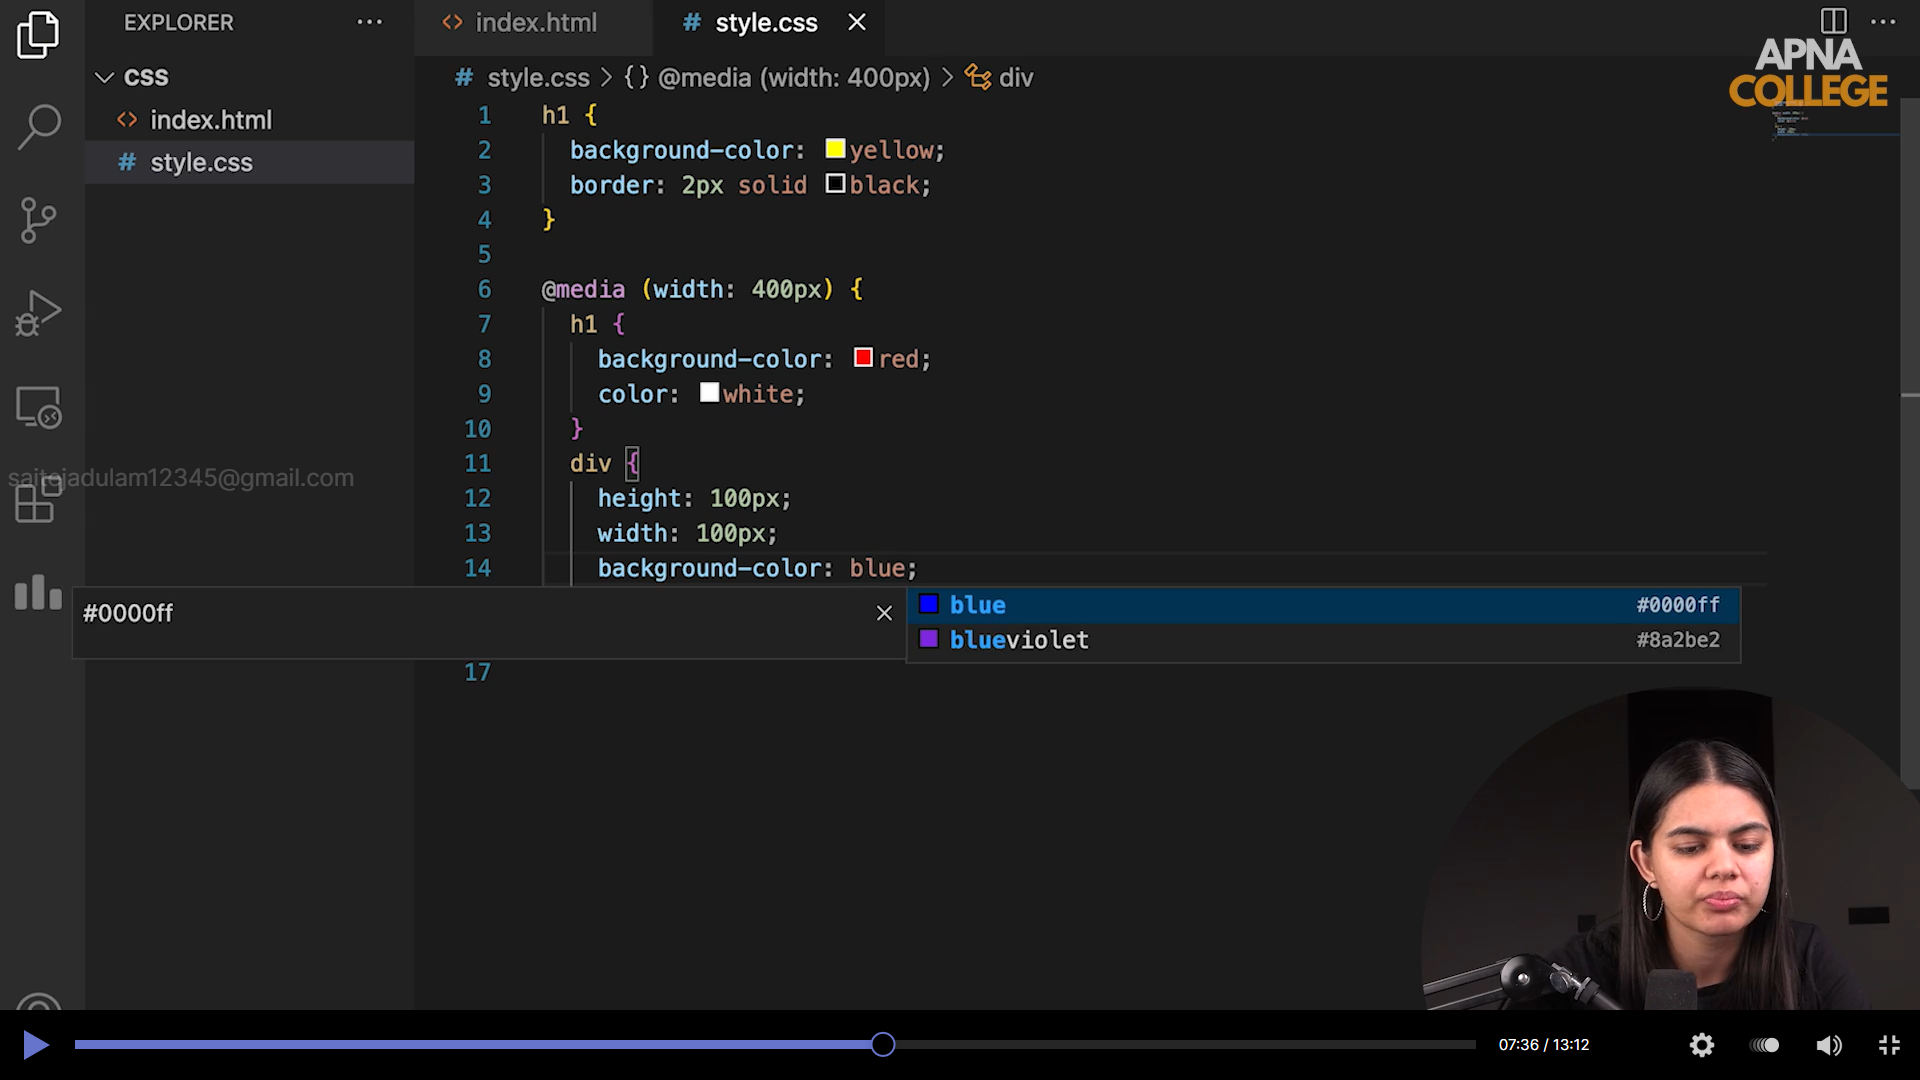 EXPLORER ···
index.html
# style.css
APNA
COLLEGE
css
index.html
# style.css
# style.css > {} @media (width: 400px) > div
1 h1 {
2 background-color: yellow;
3 border: 2px solid black;
4 }
5
6 @media (width: 400px) {
7 h1 {
8 background-color: red;
9 color: white;
10 }
11 div {
12 height: 100px;
13 width: 100px;
14 background-color: blue;
saitejadulam12345@gmail.com
#0000ff
blue #0000ff
blueviolet #8a2be2
17
07:36 / 13:12